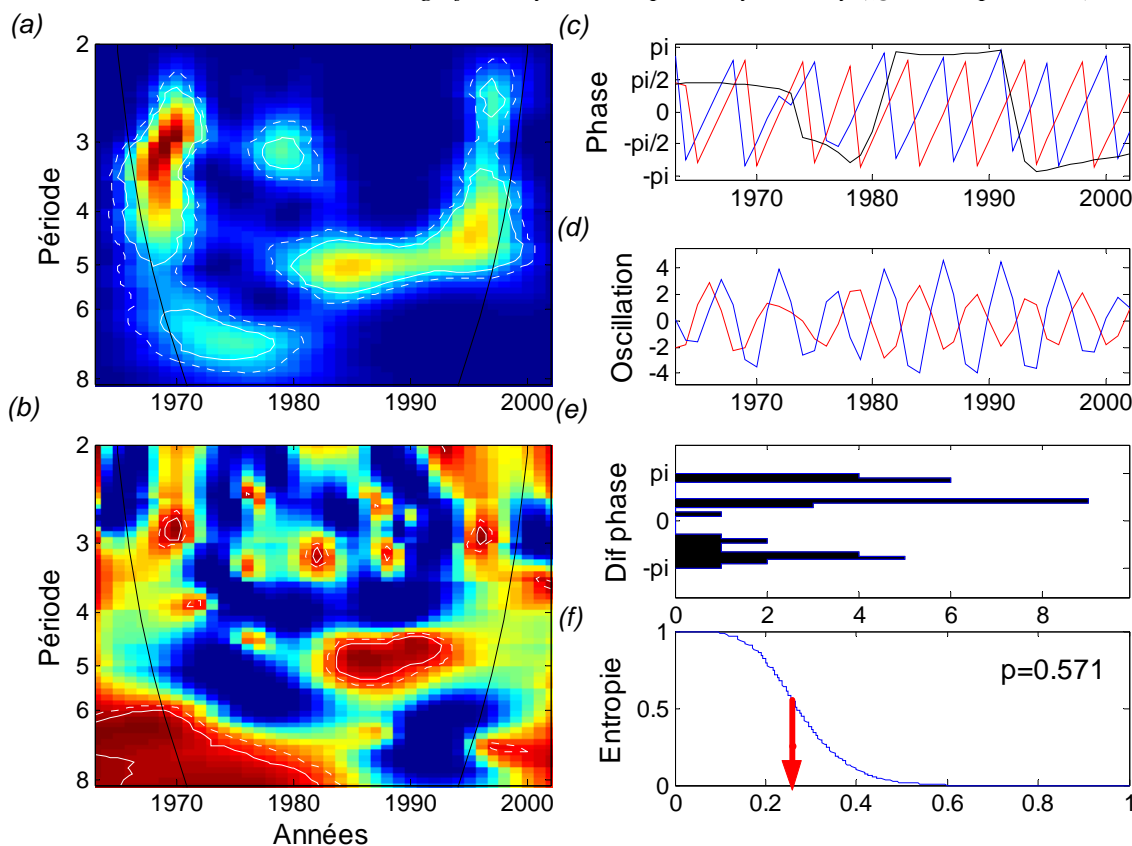 (a)
2
3
4
5
6
8
Période
1970
1980
1990
2000
(b)
2
3
4
5
6
8
Période
1970
1980
1990
2000
Années
(c)
pi
pi/2
0
-pi/2
-pi
Phase
1970
1980
1990
2000
(d)
4
2
0
-2
-4
Oscillation
1970
1980
1990
2000
(e)
pi
0
-pi
Dif phase
0
2
4
6
8
(f)
1
0.5
0
Entropie
p=0.571
0
0.2
0.4
0.6
0.8
1